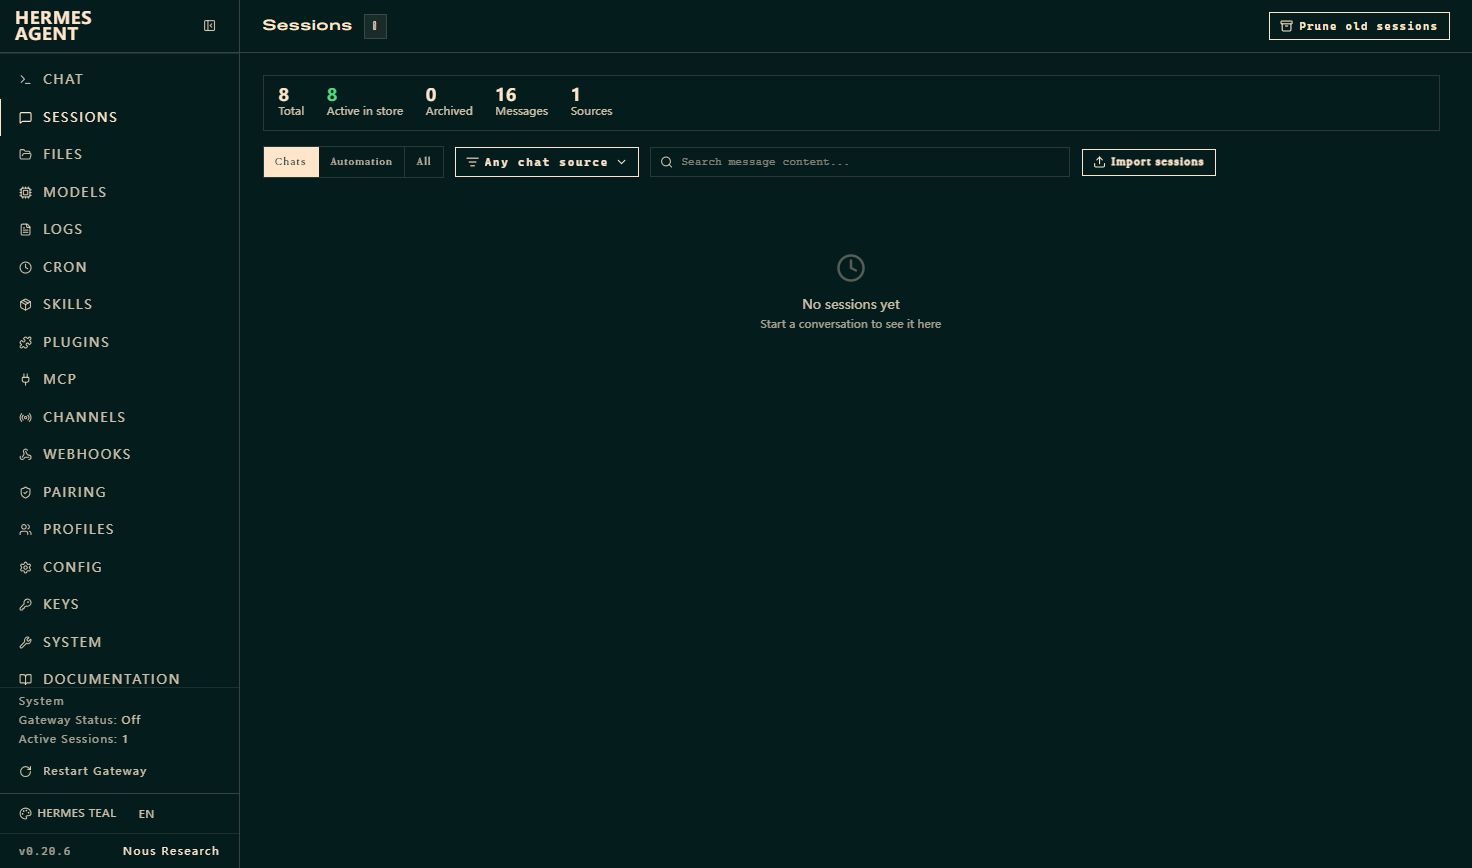 HERMES
AGENT
Sessions
Prune old sessions
CHAT
SESSIONS
FILES
MODELS
LOGS
CRON
SKILLS
PLUGINS
MCP
CHANNELS
WEBHOOKS
PAIRING
PROFILES
CONFIG
KEYS
SYSTEM
DOCUMENTATION
System
Gateway Status: Off
Active Sessions: 1
Restart Gateway
HERMES TEAL EN
v0.20.6 Nous Research
8 8 0 16 1
Total Active in store Archived Messages Sources
Chats Automation All Any chat source Search message content... Import sessions
No sessions yet
Start a conversation to see it here